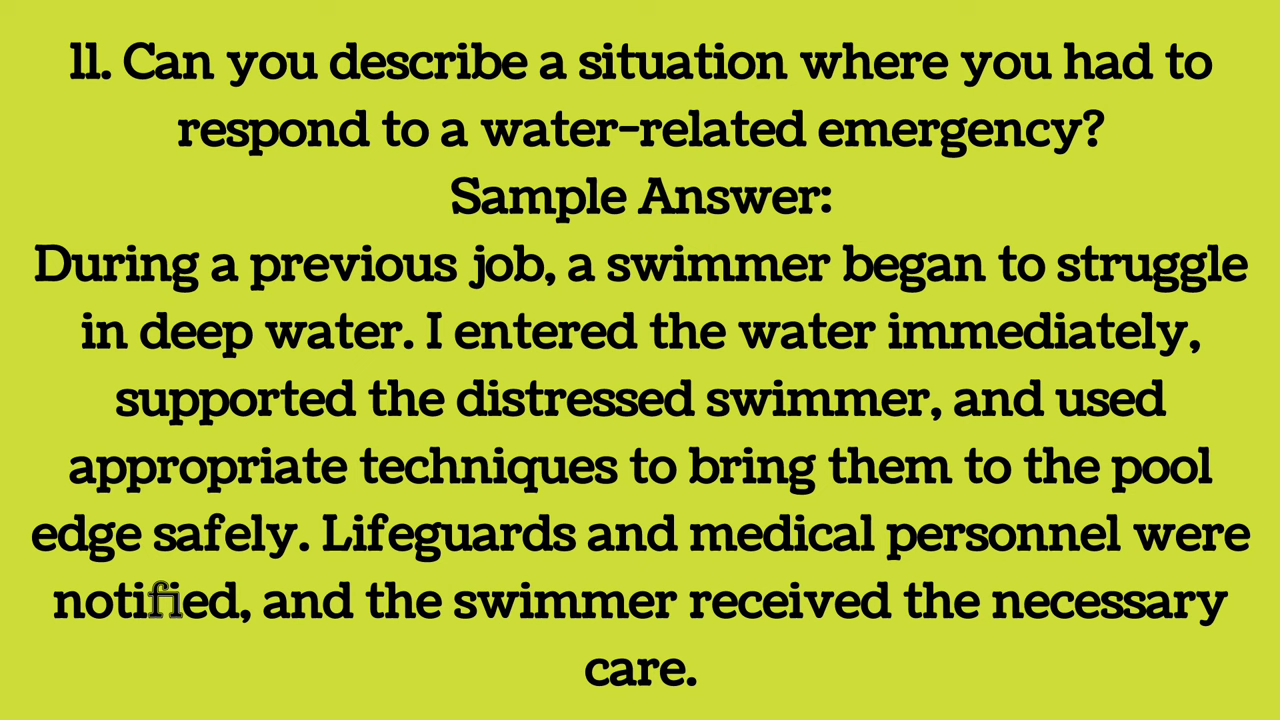 11. Can you describe a situation where you had to
respond to a water-related emergency?
Sample Answer:
During a previous job, a swimmer began to struggle
in deep water. I entered the water immediately,
supported the distressed swimmer, and used
appropriate techniques to bring them to the pool
edge safely. Lifeguards and medical personnel were
notified, and the swimmer received the necessary
care.